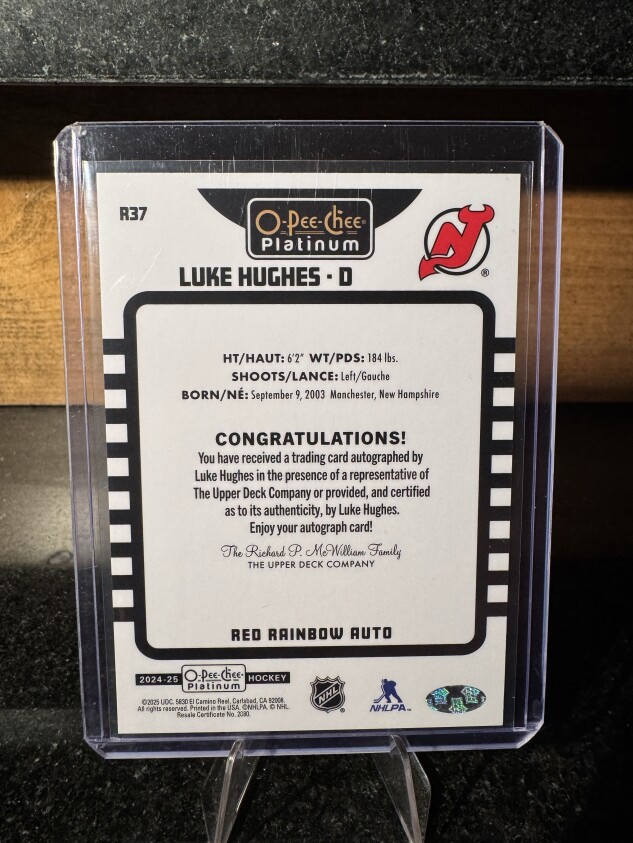 R37
O-Pee-Chee®
Platinum
LUKE HUGHES · D
®
HT/HAUT: 6'2" WT/PDS: 184 lbs.
SHOOTS/LANCE: Left/Gauche
BORN/NÉ: September 9, 2003 Manchester, New Hampshire
CONGRATULATIONS!
You have received a trading card autographed by
Luke Hughes in the presence of a representative of
The Upper Deck Company or provided, and certified
as to its authenticity, by Luke Hughes.
Enjoy your autograph card!
The Richard P. McWilliam Family
THE UPPER DECK COMPANY
RED RAINBOW AUTO
2024-25 O-Pee-Chee Platinum HOCKEY
©2025 UDC. 5830 El Camino Real, Carlsbad, CA 92008.
All rights reserved. Printed in the USA. ©NHLPA. © NHL.
Resale Certificate No. 2080.
NHL
NHLPA